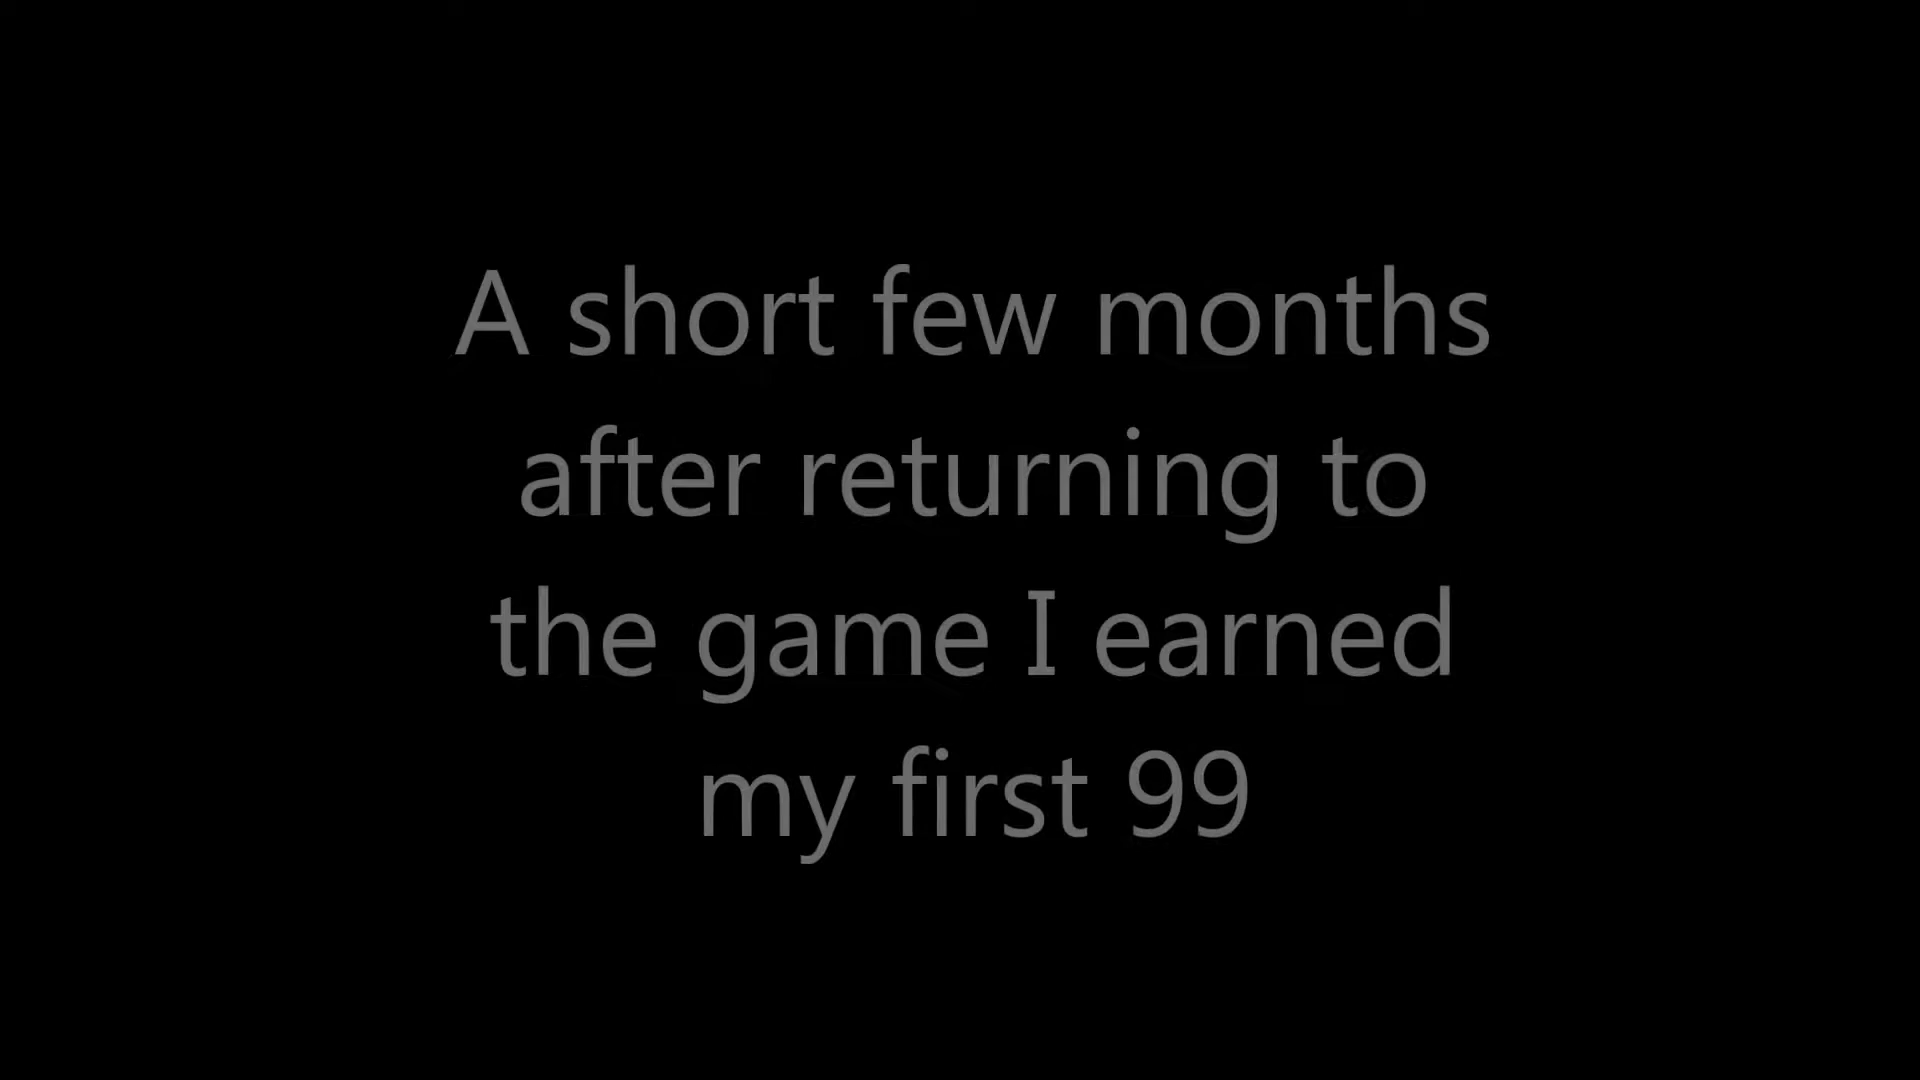 A short few months
after returning to
the game I earned
my first 99